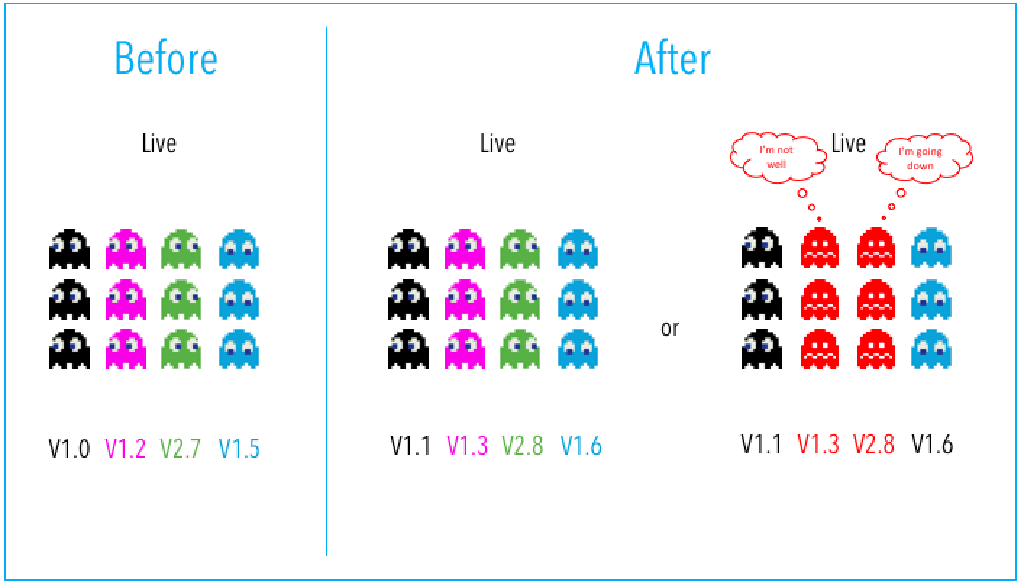 Before
After
Live
Live
Live
I'm not
well
I'm going
down
or
V1.0 V1.2 V2.7 V1.5
V1.1 V1.3 V2.8 V1.6
V1.1 V1.3 V2.8 V1.6